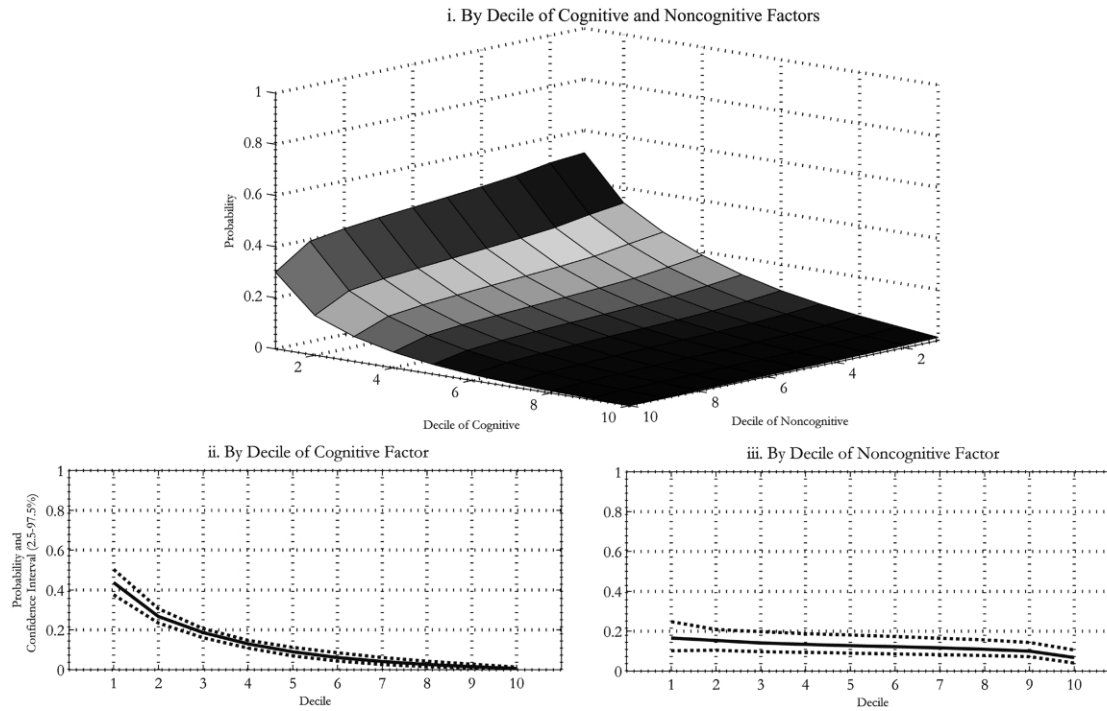 i. By Decile of Cognitive and Noncognitive Factors
1
0.8
0.6
0.4
0.2
0
Probability
2
4
6
8
10
Decile of Cognitive
10
8
6
4
2
Decile of Noncognitive
ii. By Decile of Cognitive Factor
1
0.8
0.6
0.4
0.2
0
Probability and
Confidence Interval (2.5-97.5%)
1 2 3 4 5 6 7 8 9 10
Decile
iii. By Decile of Noncognitive Factor
1
0.8
0.6
0.4
0.2
0
1 2 3 4 5 6 7 8 9 10
Decile